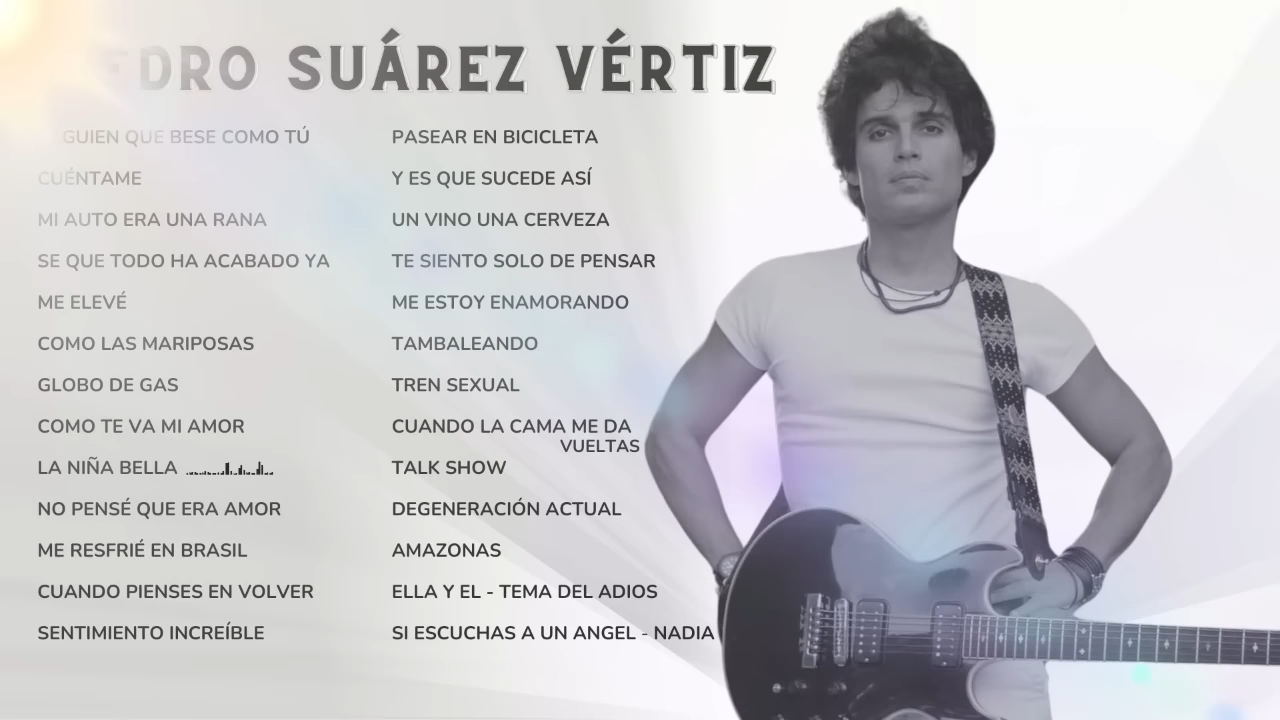 EDRO SUÁREZ VÉRTIZ
GUIEN QUE BESE COMO TÚ
CUÉNTAME
MI AUTO ERA UNA RANA
SE QUE TODO HA ACABADO YA
ME ELEVÉ
COMO LAS MARIPOSAS
GLOBO DE GAS
COMO TE VA MI AMOR
LA NIÑA BELLA
NO PENSÉ QUE ERA AMOR
ME RESFRIÉ EN BRASIL
CUANDO PIENSES EN VOLVER
SENTIMIENTO INCREÍBLE
PASEAR EN BICICLETA
Y ES QUE SUCEDE ASÍ
UN VINO UNA CERVEZA
TE SIENTO SOLO DE PENSAR
ME ESTOY ENAMORANDO
TAMBALEANDO
TREN SEXUAL
CUANDO LA CAMA ME DA
VUELTAS
TALK SHOW
DEGENERACIÓN ACTUAL
AMAZONAS
ELLA Y EL - TEMA DEL ADIOS
SI ESCUCHAS A UN ANGEL - NADIA